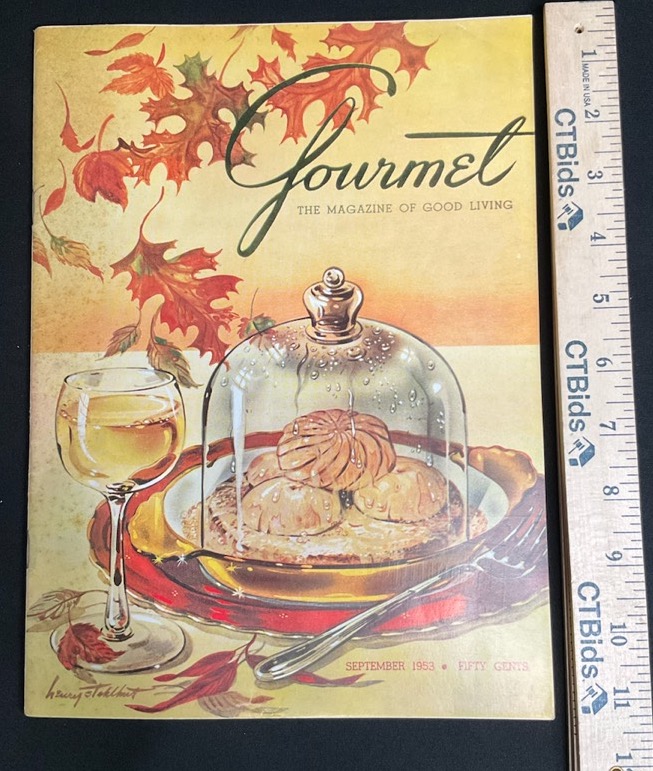 Gourmet
THE MAGAZINE OF GOOD LIVING
SEPTEMBER 1953 • FIFTY CENTS
henry stahlhut
1
MADE IN USA
2
CTBids
3
4
5
6
CTBids
7
8
9
CTBids
10
11